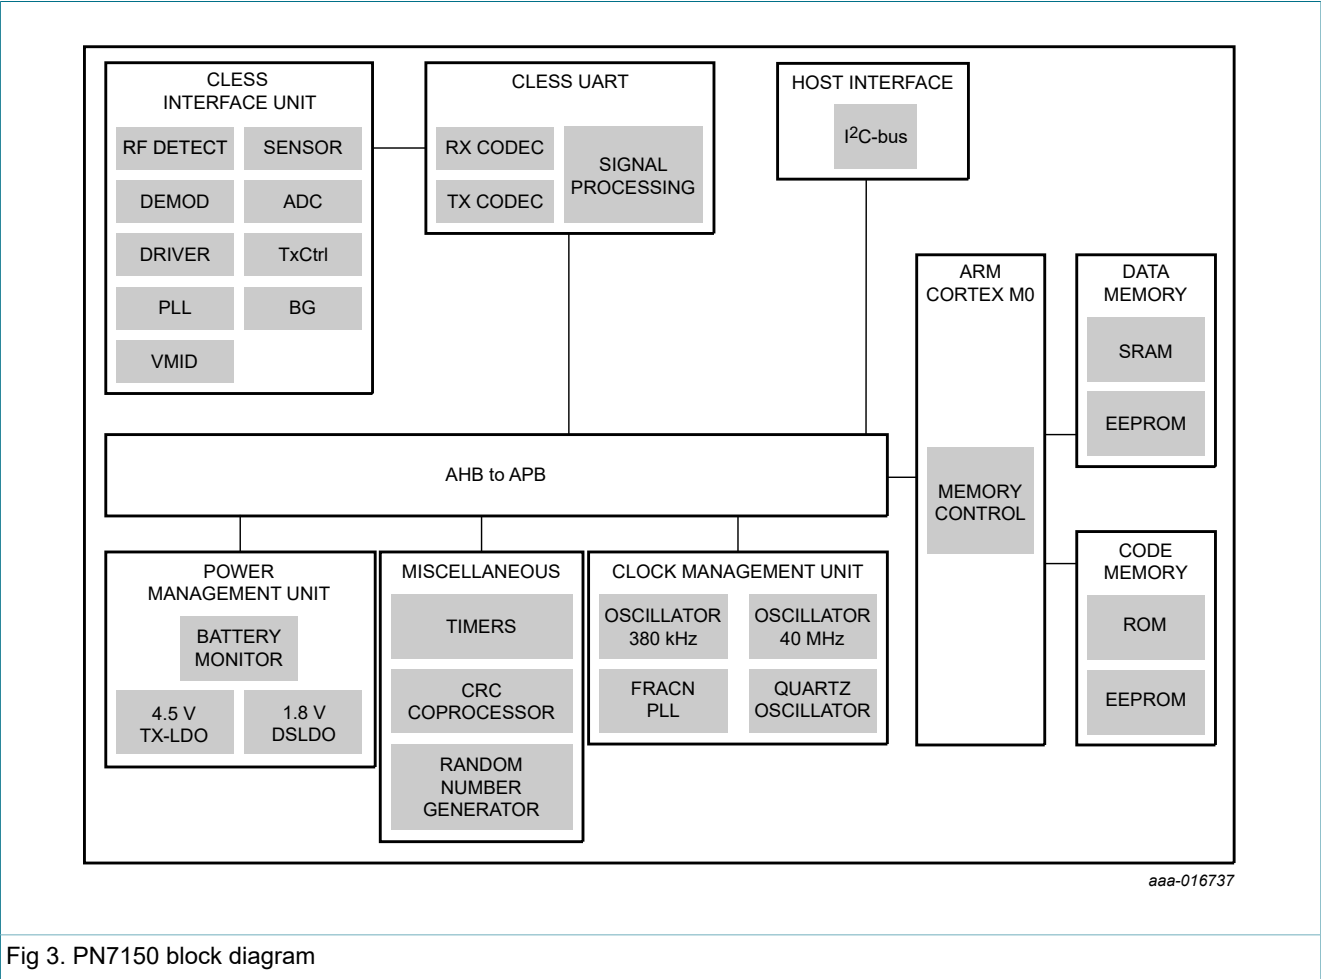 CLESS
INTERFACE UNIT
RF DETECT
SENSOR
DEMOD
ADC
DRIVER
TxCtrl
PLL
BG
VMID
CLESS UART
RX CODEC
TX CODEC
SIGNAL
PROCESSING
HOST INTERFACE
I2C-bus
ARM
CORTEX M0
MEMORY
CONTROL
DATA
MEMORY
SRAM
EEPROM
CODE
MEMORY
ROM
EEPROM
AHB to APB
POWER
MANAGEMENT UNIT
BATTERY
MONITOR
4.5 V
TX-LDO
1.8 V
DSLDO
MISCELLANEOUS
TIMERS
CRC
COPROCESSOR
RANDOM
NUMBER
GENERATOR
CLOCK MANAGEMENT UNIT
OSCILLATOR
380 kHz
OSCILLATOR
40 MHz
FRACN
PLL
QUARTZ
OSCILLATOR
aaa-016737
Fig 3. PN7150 block diagram